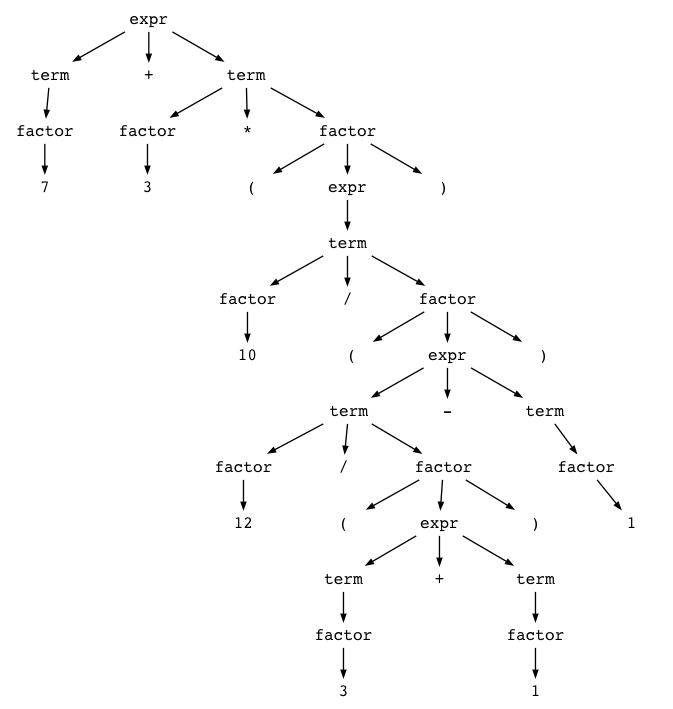 expr
term + term
factor factor * factor
7 3 ( expr )
term
factor / factor
10 ( expr )
term - term
factor / factor factor
12 ( expr ) 1
term + term
factor factor
3 1